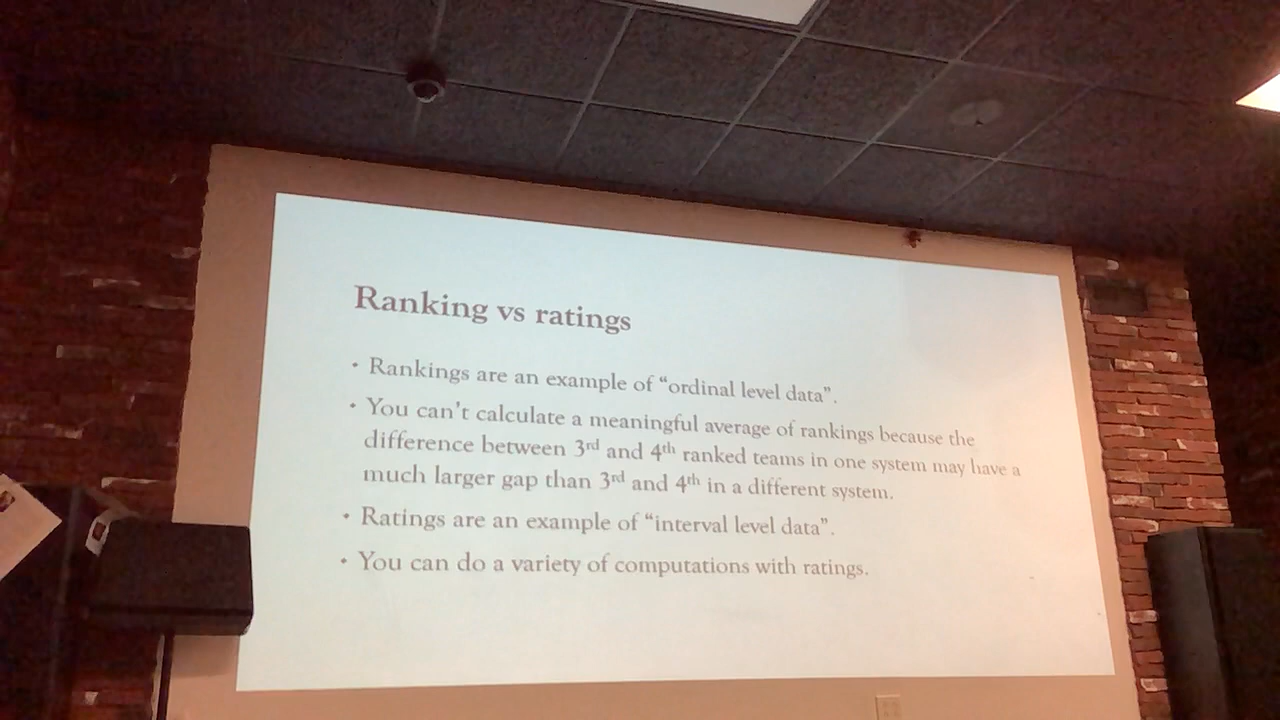 Ranking vs ratings
• Rankings are an example of “ordinal level data”.
• You can't calculate a meaningful average of rankings because the
difference between 3rd and 4th ranked teams in one system may have a
much larger gap than 3rd and 4th in a different system.
• Ratings are an example of “interval level data”.
• You can do a variety of computations with ratings.